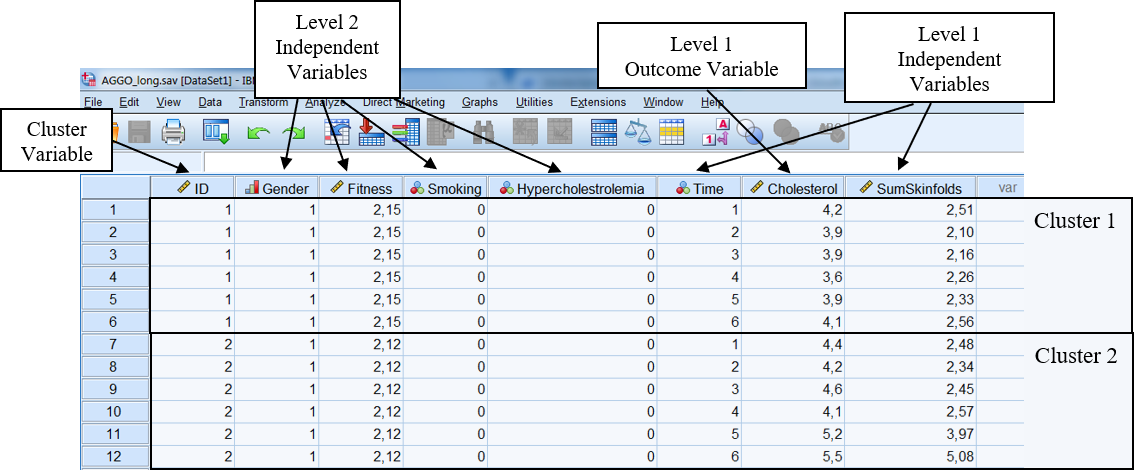 Level 2
Independent
Variables
Level 1
Outcome Variable
Level 1
Independent
Variables
AGGO_long.sav [DataSet1] - IB
File Edit View Data Transform Analyze Direct Marketing Graphs Utilities Extensions Window Help
Cluster
Variable
ID Gender Fitness Smoking Hypercholestrolemia Time Cholesterol SumSkinfolds var
1 1 1 2,15 0 0 1 4,2 2,51
Cluster 1
2 1 1 2,15 0 0 2 3,9 2,10
3 1 1 2,15 0 0 3 3,9 2,16
4 1 1 2,15 0 0 4 3,6 2,26
5 1 1 2,15 0 0 5 3,9 2,33
6 1 1 2,15 0 0 6 4,1 2,56
7 2 1 2,12 0 0 1 4,4 2,48
Cluster 2
8 2 1 2,12 0 0 2 4,2 2,34
9 2 1 2,12 0 0 3 4,6 2,45
10 2 1 2,12 0 0 4 4,1 2,57
11 2 1 2,12 0 0 5 5,2 3,97
12 2 1 2,12 0 0 6 5,5 5,08